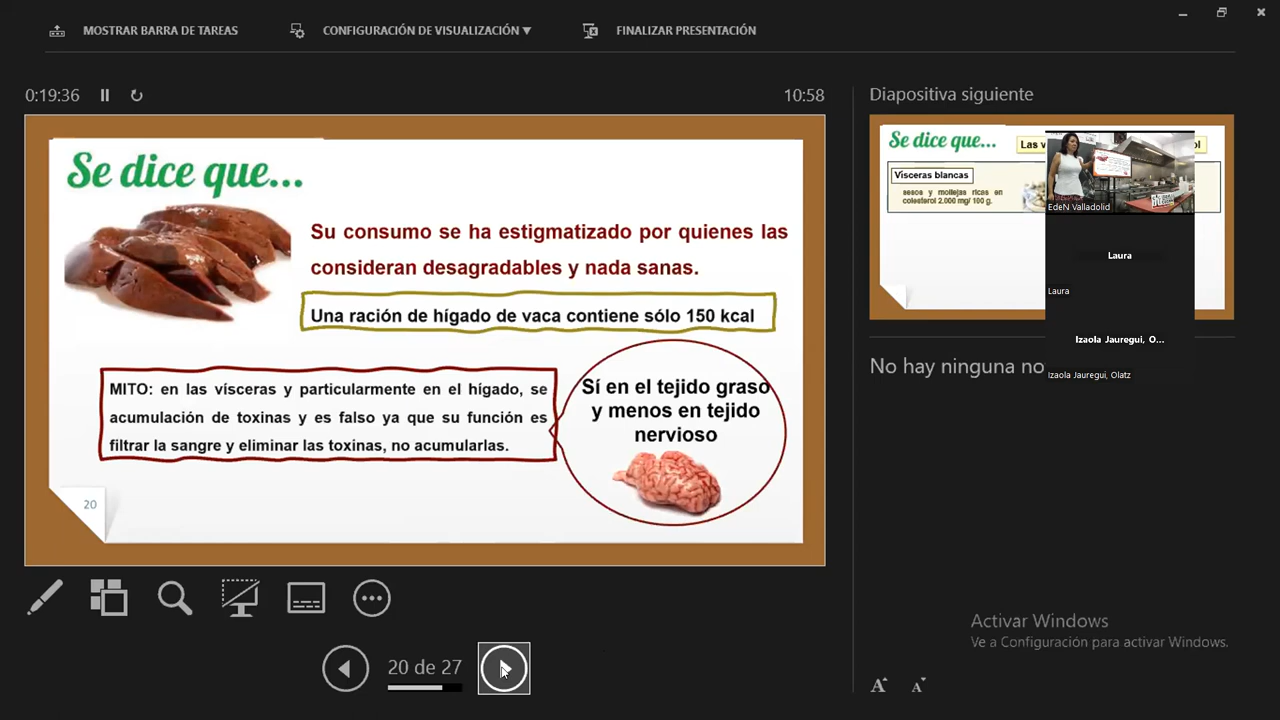 MOSTRAR BARRA DE TAREAS
CONFIGURACIÓN DE VISUALIZACIÓN ▼
FINALIZAR PRESENTACIÓN
0:19:36
10:58
Se dice que...
Su consumo se ha estigmatizado por quienes las
consideran desagradables y nada sanas.
Una ración de hígado de vaca contiene sólo 150 kcal
MITO: en las vísceras y particularmente en el hígado, se
acumulación de toxinas y es falso ya que su función es
filtrar la sangre y eliminar las toxinas, no acumularlas.
Sí en el tejido graso
y menos en tejido
nervioso
20
20 de 27
Diapositiva siguiente
Se dice que...
Las v
ol
Vísceras blancas
sesos y mollejas ricas en
colesterol 2.000 mg/ 100 g.
EdeN Valladolid
Laura
Laura
Izaola Jauregui, O...
Izaola Jauregui, Olatz
No hay ninguna no
Activar Windows
Ve a Configuración para activar Windows.
A A